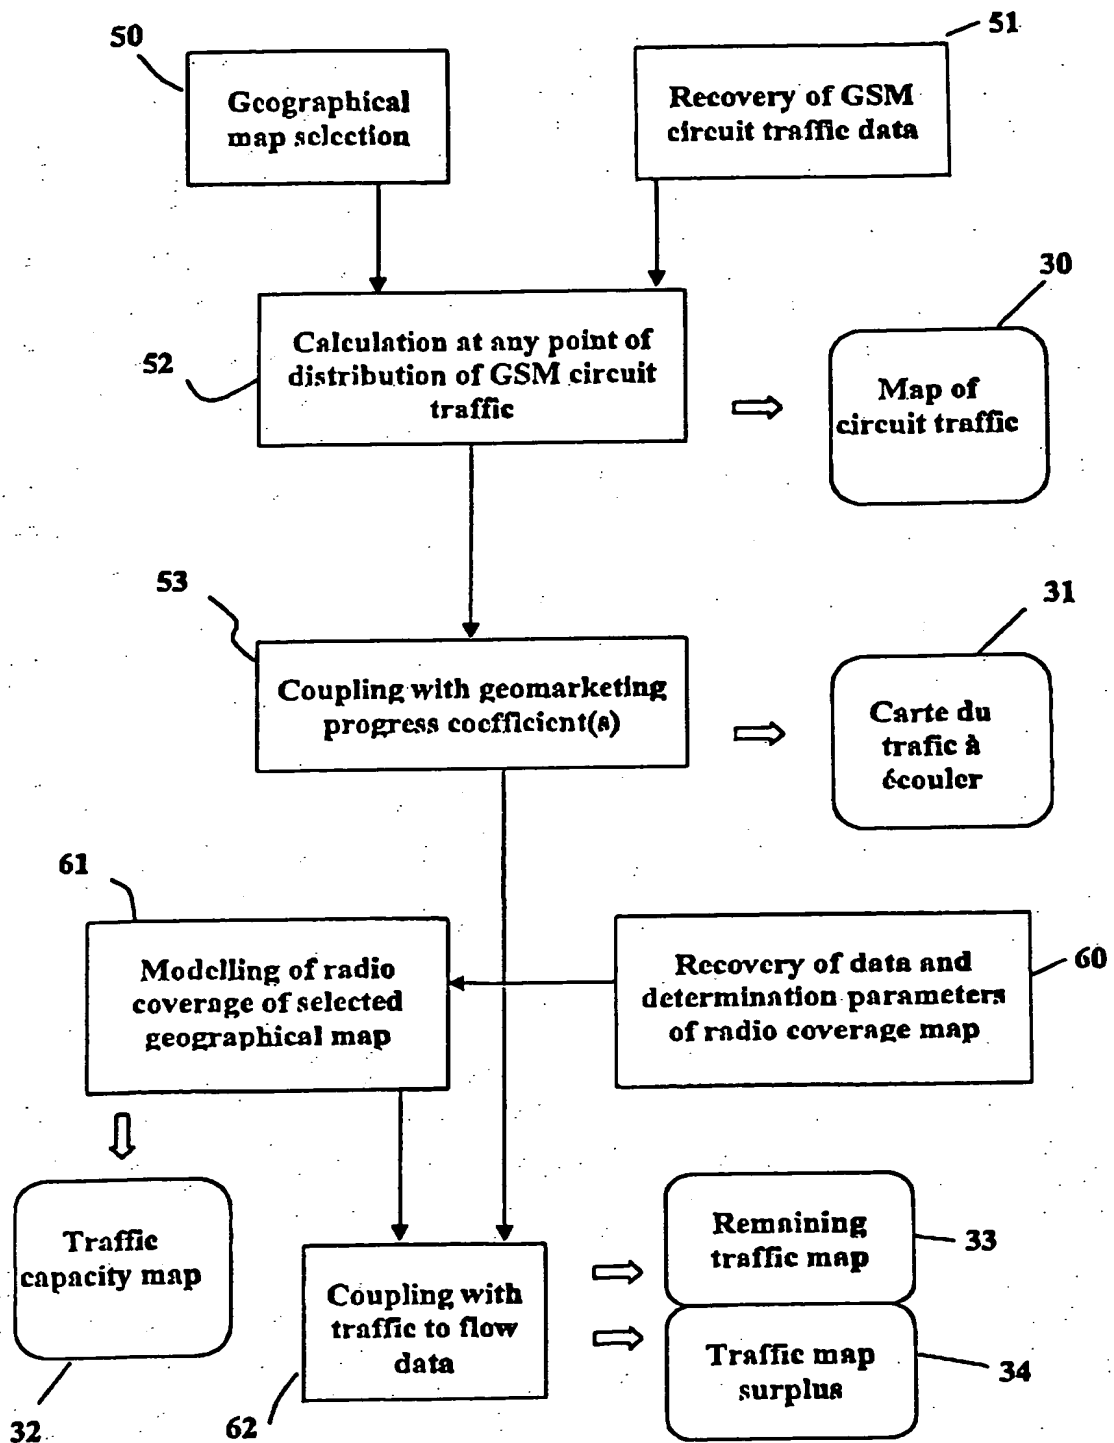 50
51
Geographical
map selection
Recovery of GSM
circuit traffic data
30
52
Calculation at any point of
distribution of GSM circuit
traffic
Map of
circuit traffic
53
31
Coupling with geomarketing
progress coefficient(s)
Carte du
trafic à
écouler
61
60
Modelling of radio
coverage of selected
geographical map
Recovery of data and
determination parameters
of radio coverage map
Traffic
capacity map
32
Coupling with
traffic to flow
data
62
Remaining
traffic map
33
Traffic map
surplus
34